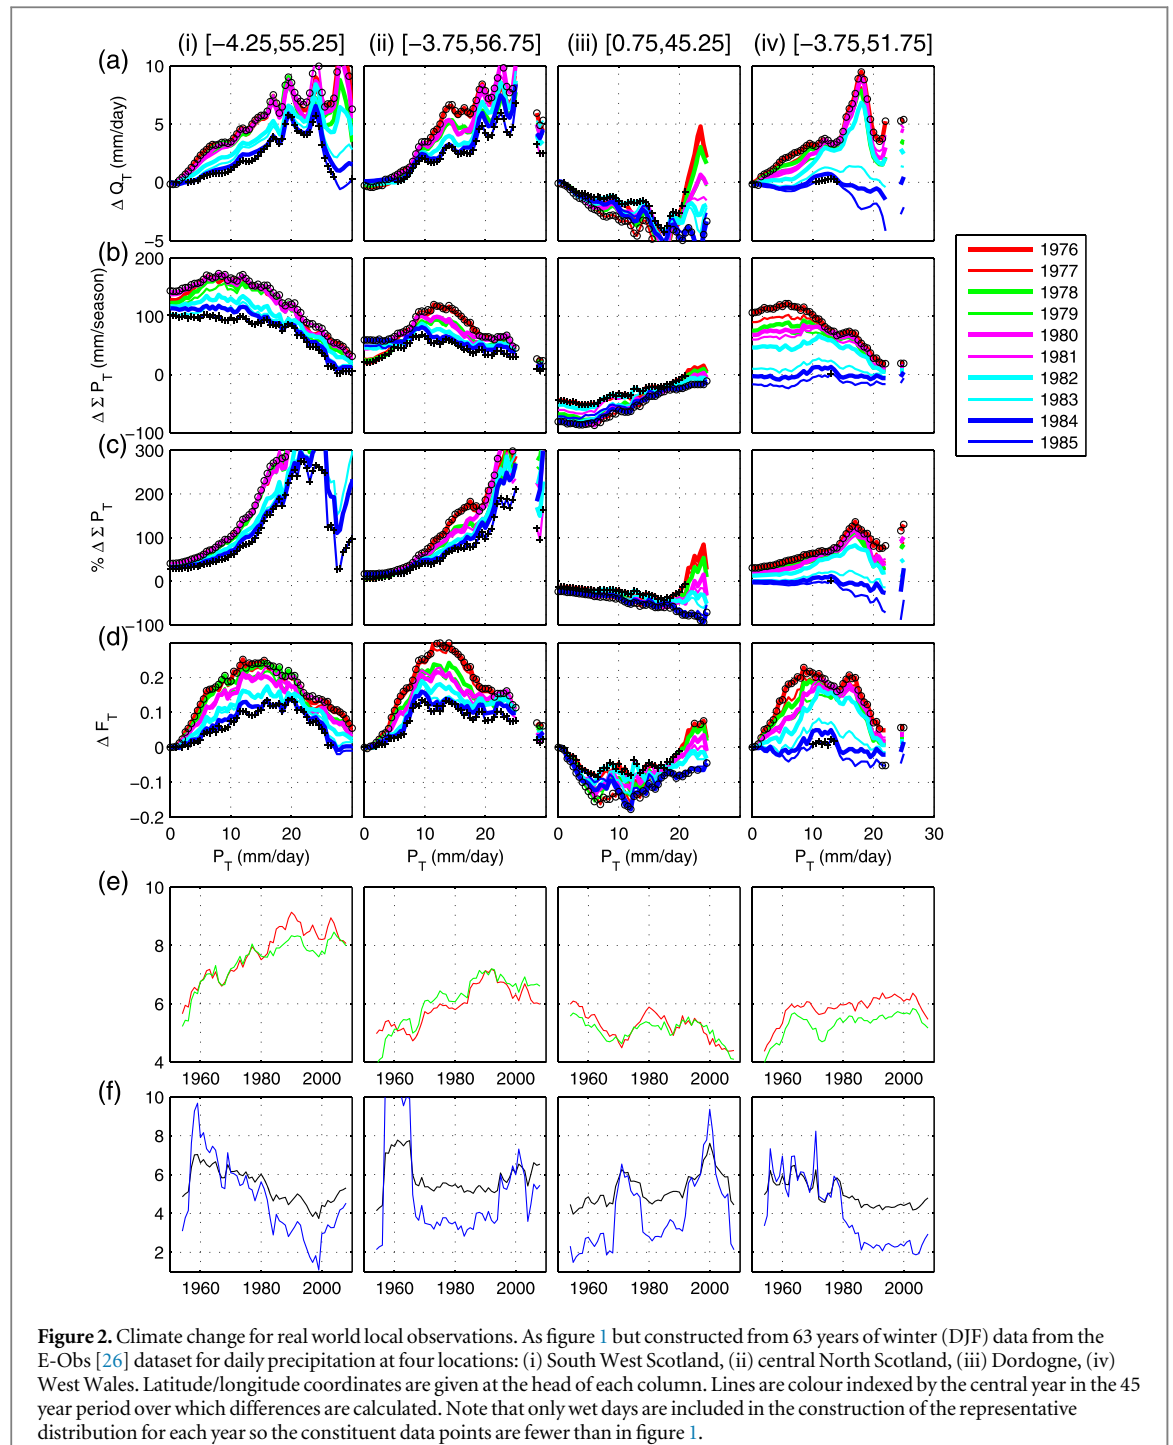 (i) [−4.25,55.25] (ii) [−3.75,56.75] (iii) [0.75,45.25] (iv) [−3.75,51.75]
(a)
10
5
0
−5
Δ Q_T (mm/day)
(b)
200
100
0
−100
Δ Σ P_T (mm/season)
1976
1977
1978
1979
1980
1981
1982
1983
1984
1985
(c)
300
200
100
0
−100
% Δ Σ P_T
(d)
0.2
0.1
0
−0.1
−0.2
Δ F_T
0 10 20 0 10 20 0 10 20 0 10 20 30
P_T (mm/day) P_T (mm/day) P_T (mm/day) P_T (mm/day)
(e)
10
8
6
4
1960 1980 2000 1960 1980 2000 1960 1980 2000 1960 1980 2000
(f)
10
8
6
4
2
1960 1980 2000 1960 1980 2000 1960 1980 2000 1960 1980 2000
Figure 2. Climate change for real world local observations. As figure 1 but constructed from 63 years of winter (DJF) data from the
E-Obs [26] dataset for daily precipitation at four locations: (i) South West Scotland, (ii) central North Scotland, (iii) Dordogne, (iv)
West Wales. Latitude/longitude coordinates are given at the head of each column. Lines are colour indexed by the central year in the 45
year period over which differences are calculated. Note that only wet days are included in the construction of the representative
distribution for each year so the constituent data points are fewer than in figure 1.